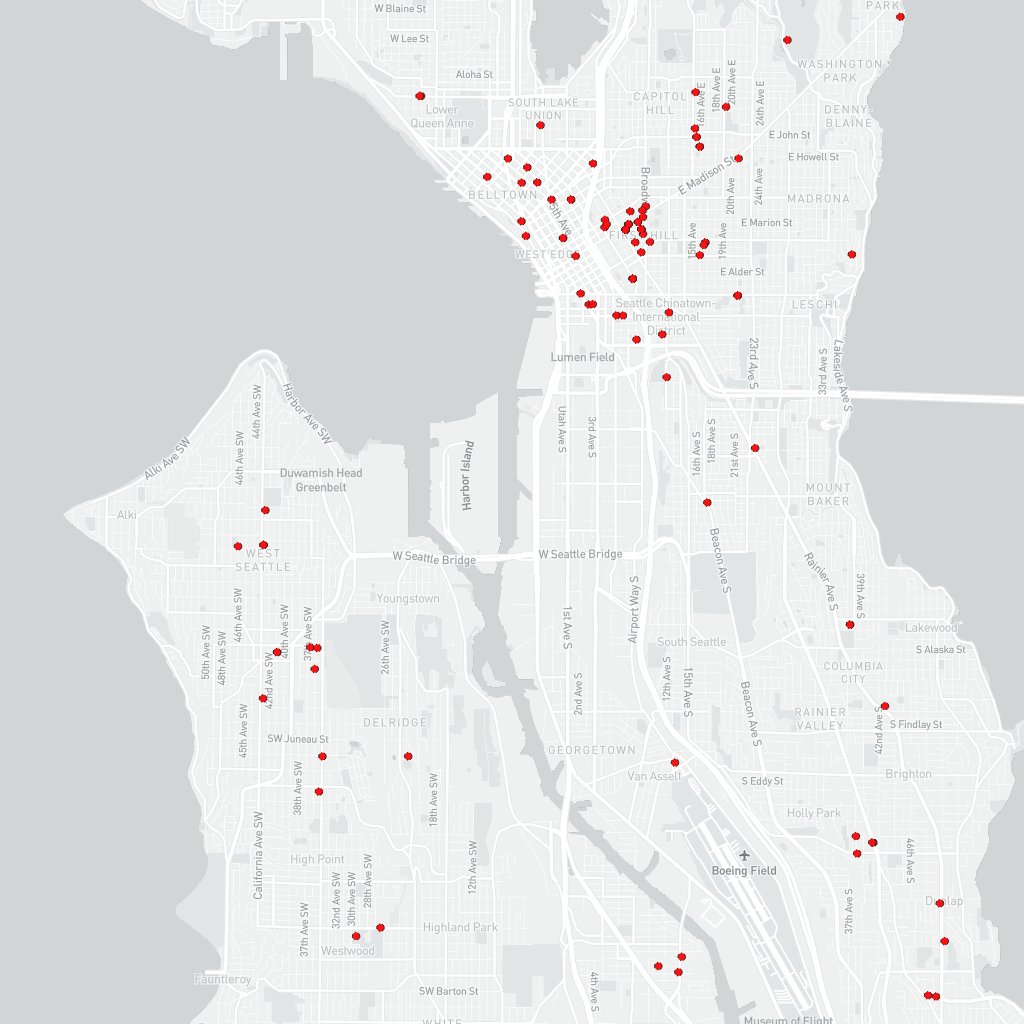 W Blaine St
PARK
W Lee St
WASHINGTON
PARK
Aloha St
16th Ave E
18th Ave E
20th Ave E
24th Ave E
CAPITOL
HILL
SOUTH LAKE
UNION
Lower
Queen Anne
DENNY-
BLAINE
E John St
E Howell St
E Madison St
Broadw
BELLTOWN
5th Ave
20th Ave
24th Ave
MADRONA
E Marion St
15th Ave
19th Ave
FIRST HILL
WEST EDGE
E Alder St
Seattle Chinatown-
International
District
LESCHI
Lumen Field
23rd Ave S
33rd Ave S
Lakeside Ave S
44th Ave SW
Harbor Ave SW
Alki Ave SW
46th Ave SW
Utah Ave S
3rd Ave S
16th Ave S
18th Ave S
21st Ave S
Duwamish Head
Greenbelt
Harbor Island
MOUNT
BAKER
Alki
WEST
SEATTLE
W Seattle Bridge
W Seattle Bridge
Beacon Ave S
Rainier Ave S
39th Ave S
Youngstown
Airport Way S
1st Ave S
46th Ave SW
40th Ave SW
37th Ave SW
26th Ave SW
50th Ave SW
48th Ave SW
South Seattle
Lakewood
S Alaska St
COLUMBIA
CITY
42nd Ave SW
12th Ave S
15th Ave S
2nd Ave S
Beacon Ave S
45th Ave SW
DELRIDGE
RAINIER
VALLEY
42nd Ave S
S Findlay St
SW Juneau St
GEORGETOWN
Van Asselt
S Eddy St
Brighton
38th Ave SW
18th Ave SW
Holly Park
California Ave SW
High Point
12th Ave SW
46th Ave S
Boeing Field
32nd Ave SW
30th Ave SW
28th Ave SW
37th Ave SW
37th Ave S
Dunlap
Highland Park
Westwood
Fauntleroy
SW Barton St
4th Ave S
WHITE
Museum of Flight